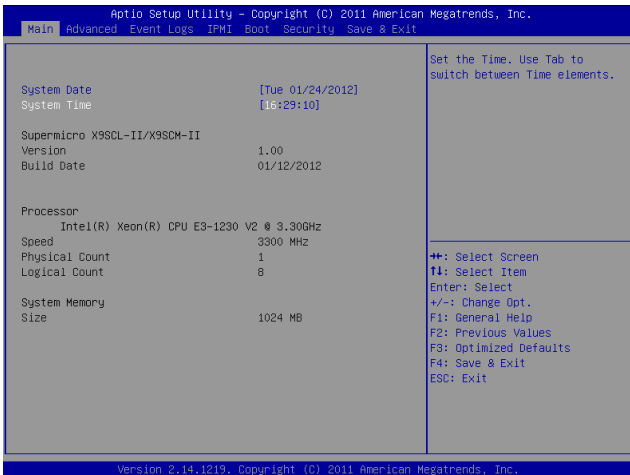 Aptio Setup Utility – Copyright (C) 2011 American Megatrends, Inc.
Main Advanced Event Logs IPMI Boot Security Save & Exit
System Date [Tue 01/24/2012]
System Time [16:29:10]
Supermicro X9SCL-II/X9SCM-II
Version 1.00
Build Date 01/12/2012
Processor
Intel(R) Xeon(R) CPU E3-1230 V2 @ 3.30GHz
Speed 3300 MHz
Physical Count 1
Logical Count 8
System Memory
Size 1024 MB
Set the Time. Use Tab to
switch between Time elements.
→←: Select Screen
↑↓: Select Item
Enter: Select
+/-: Change Opt.
F1: General Help
F2: Previous Values
F3: Optimized Defaults
F4: Save & Exit
ESC: Exit
Version 2.14.1219. Copyright (C) 2011 American Megatrends, Inc.